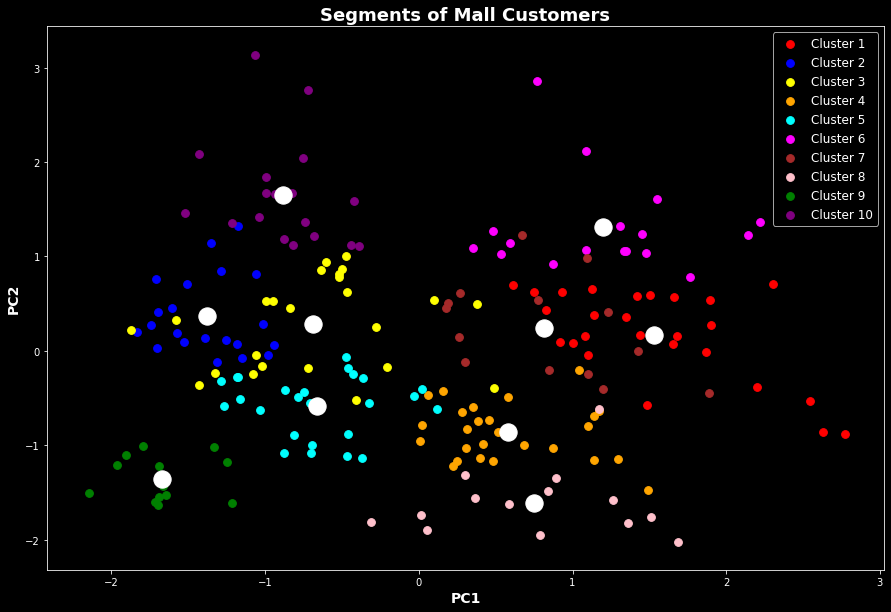 Segments of Mall Customers
Cluster 1
Cluster 2
Cluster 3
Cluster 4
Cluster 5
Cluster 6
Cluster 7
Cluster 8
Cluster 9
Cluster 10
PC2
3
2
1
0
−1
−2
−2
−1
0
1
2
3
PC1